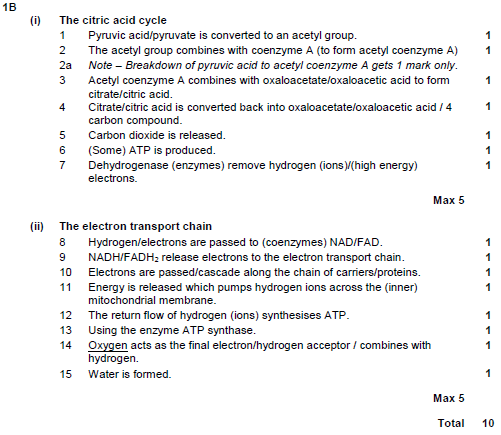 1B
(i) The citric acid cycle
1 Pyruvic acid/pyruvate is converted to an acetyl group. 1
2 The acetyl group combines with coenzyme A (to form acetyl coenzyme A) 1
2a Note – Breakdown of pyruvic acid to acetyl coenzyme A gets 1 mark only.
3 Acetyl coenzyme A combines with oxaloacetate/oxaloacetic acid to form 1
citrate/citric acid.
4 Citrate/citric acid is converted back into oxaloacetate/oxaloacetic acid / 4 1
carbon compound.
5 Carbon dioxide is released. 1
6 (Some) ATP is produced. 1
7 Dehydrogenase (enzymes) remove hydrogen (ions)/(high energy) 1
electrons.
Max 5
(ii) The electron transport chain
8 Hydrogen/electrons are passed to (coenzymes) NAD/FAD. 1
9 NADH/FADH₂ release electrons to the electron transport chain. 1
10 Electrons are passed/cascade along the chain of carriers/proteins. 1
11 Energy is released which pumps hydrogen ions across the (inner) 1
mitochondrial membrane.
12 The return flow of hydrogen (ions) synthesises ATP. 1
13 Using the enzyme ATP synthase. 1
14 Oxygen acts as the final electron/hydrogen acceptor / combines with 1
hydrogen.
15 Water is formed. 1
Max 5
Total 10